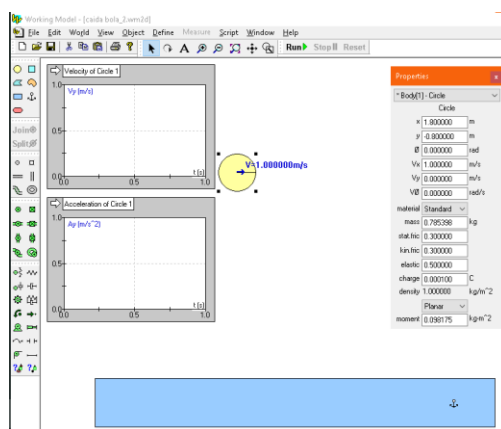 Working Model - [caida bola_2.wm2d]
File Edit World View Object Define Measure Script Window Help
Run Stop Reset
Join
Split
Velocity of Circle 1
Vy (m/s)
1.0
0.5
0.0 0.5 1.0
t [s]
V=1.000000m/s
Acceleration of Circle 1
Ay (m/s^2)
1.0
0.5
0.0 0.5 1.0
t [s]
Properties
Body[1] - Circle
Circle
x 1.800000 m
y -0.800000 m
Ø 0.000000 rad
Vx 1.000000 m/s
Vy 0.000000 m/s
VØ 0.000000 rad/s
material Standard
mass 0.785398 kg
stat.fric 0.300000
kin.fric 0.300000
elastic 0.500000
charge 0.000100 C
density 1.000000 kg/m^2
Planar
moment 0.098175 kg·m^2